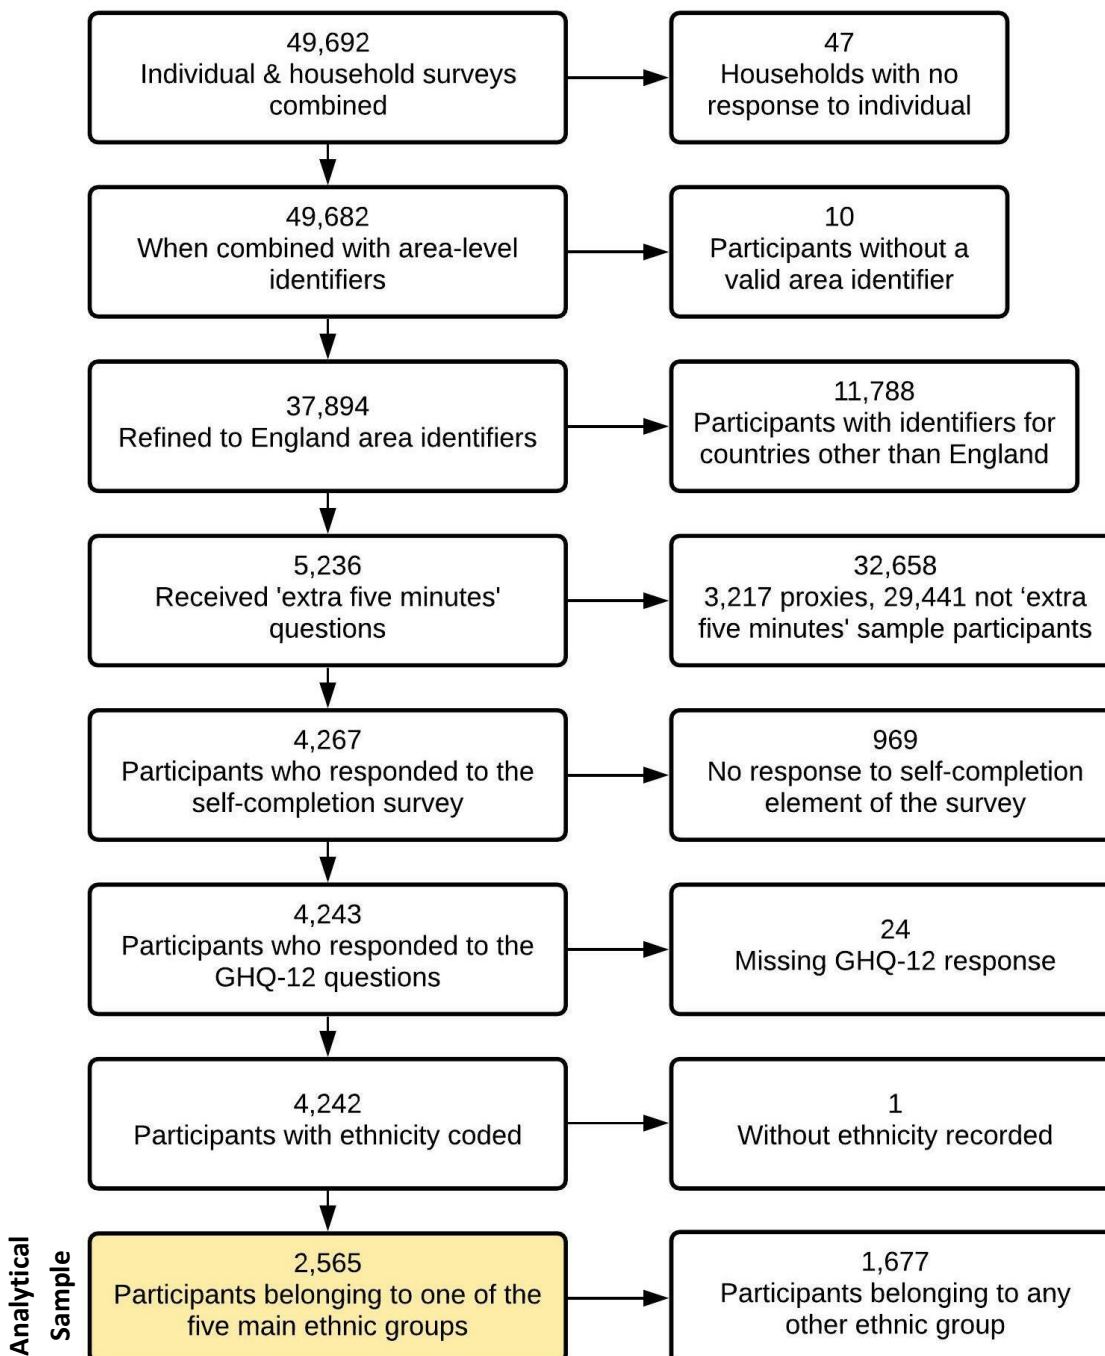 49,692
Individual & household surveys
combined
47
Households with no
response to individual
49,682
When combined with area-level
identifiers
10
Participants without a
valid area identifier
37,894
Refined to England area identifiers
11,788
Participants with identifiers for
countries other than England
5,236
Received 'extra five minutes'
questions
32,658
3,217 proxies, 29,441 not ‘extra
five minutes' sample participants
4,267
Participants who responded to the
self-completion survey
969
No response to self-completion
element of the survey
4,243
Participants who responded to the
GHQ-12 questions
24
Missing GHQ-12 response
4,242
Participants with ethnicity coded
1
Without ethnicity recorded
Analytical
Sample
2,565
Participants belonging to one of the
five main ethnic groups
1,677
Participants belonging to any
other ethnic group